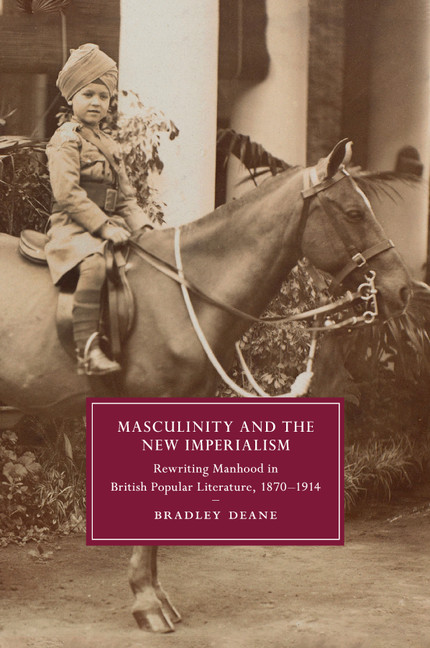 MASCULINITY AND THE
NEW IMPERIALISM
Rewriting Manhood in
British Popular Literature, 1870–1914
–
BRADLEY DEANE